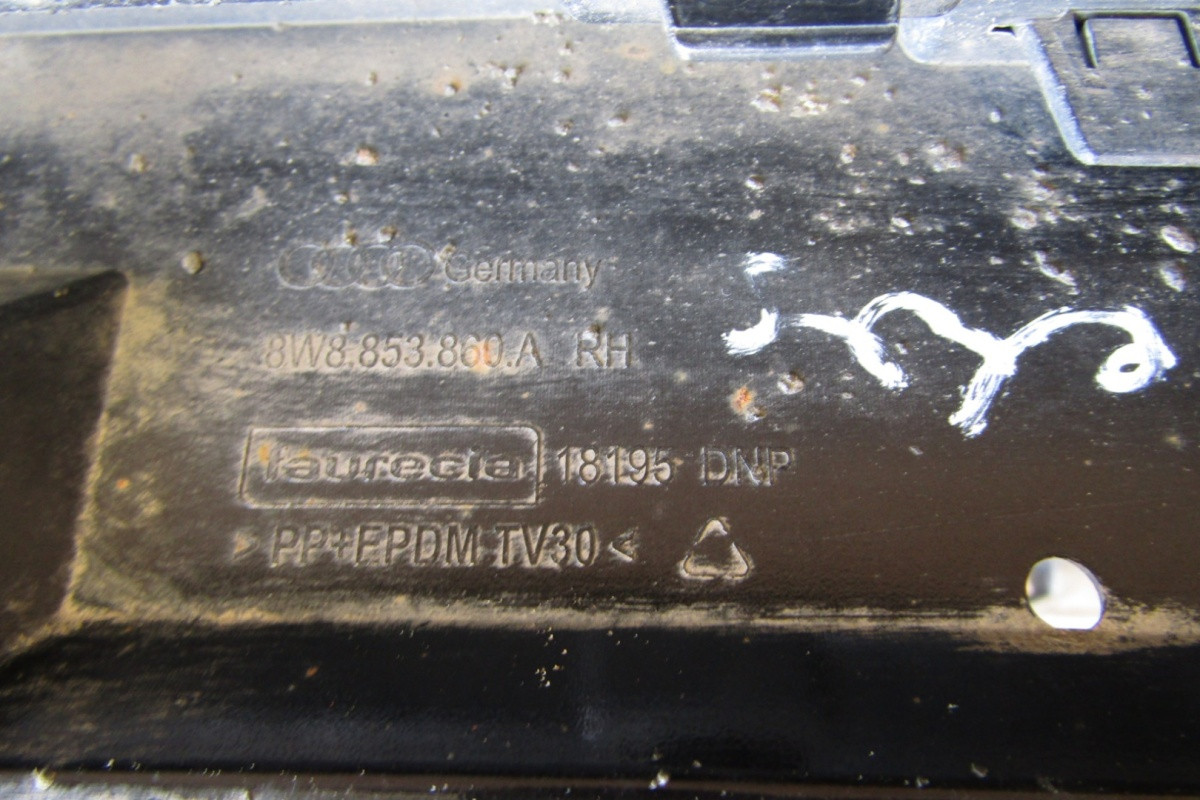 Germany
8W8.853.860.A RH
faurecia 18195 DNP
>PP+EPDM TV30<